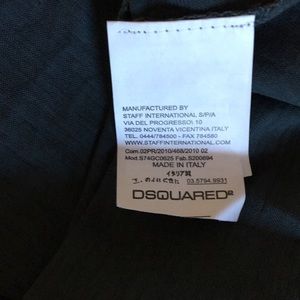 MANUFACTURED BY
STAFF INTERNATIONAL S/P/A
VIA DEL PROGRESSO\ 10
36025 NOVENTA VICENTINA ITALY
TEL. 0444/784500 - FAX 784580
WWW.STAFFINTERNATIONAL.COM
Com.02PR/2010/468/2010 02
Mod.S74GC0625 Fab.S200694
MADE IN ITALY
イタリア製
03.5794.9931
DSQUARED2